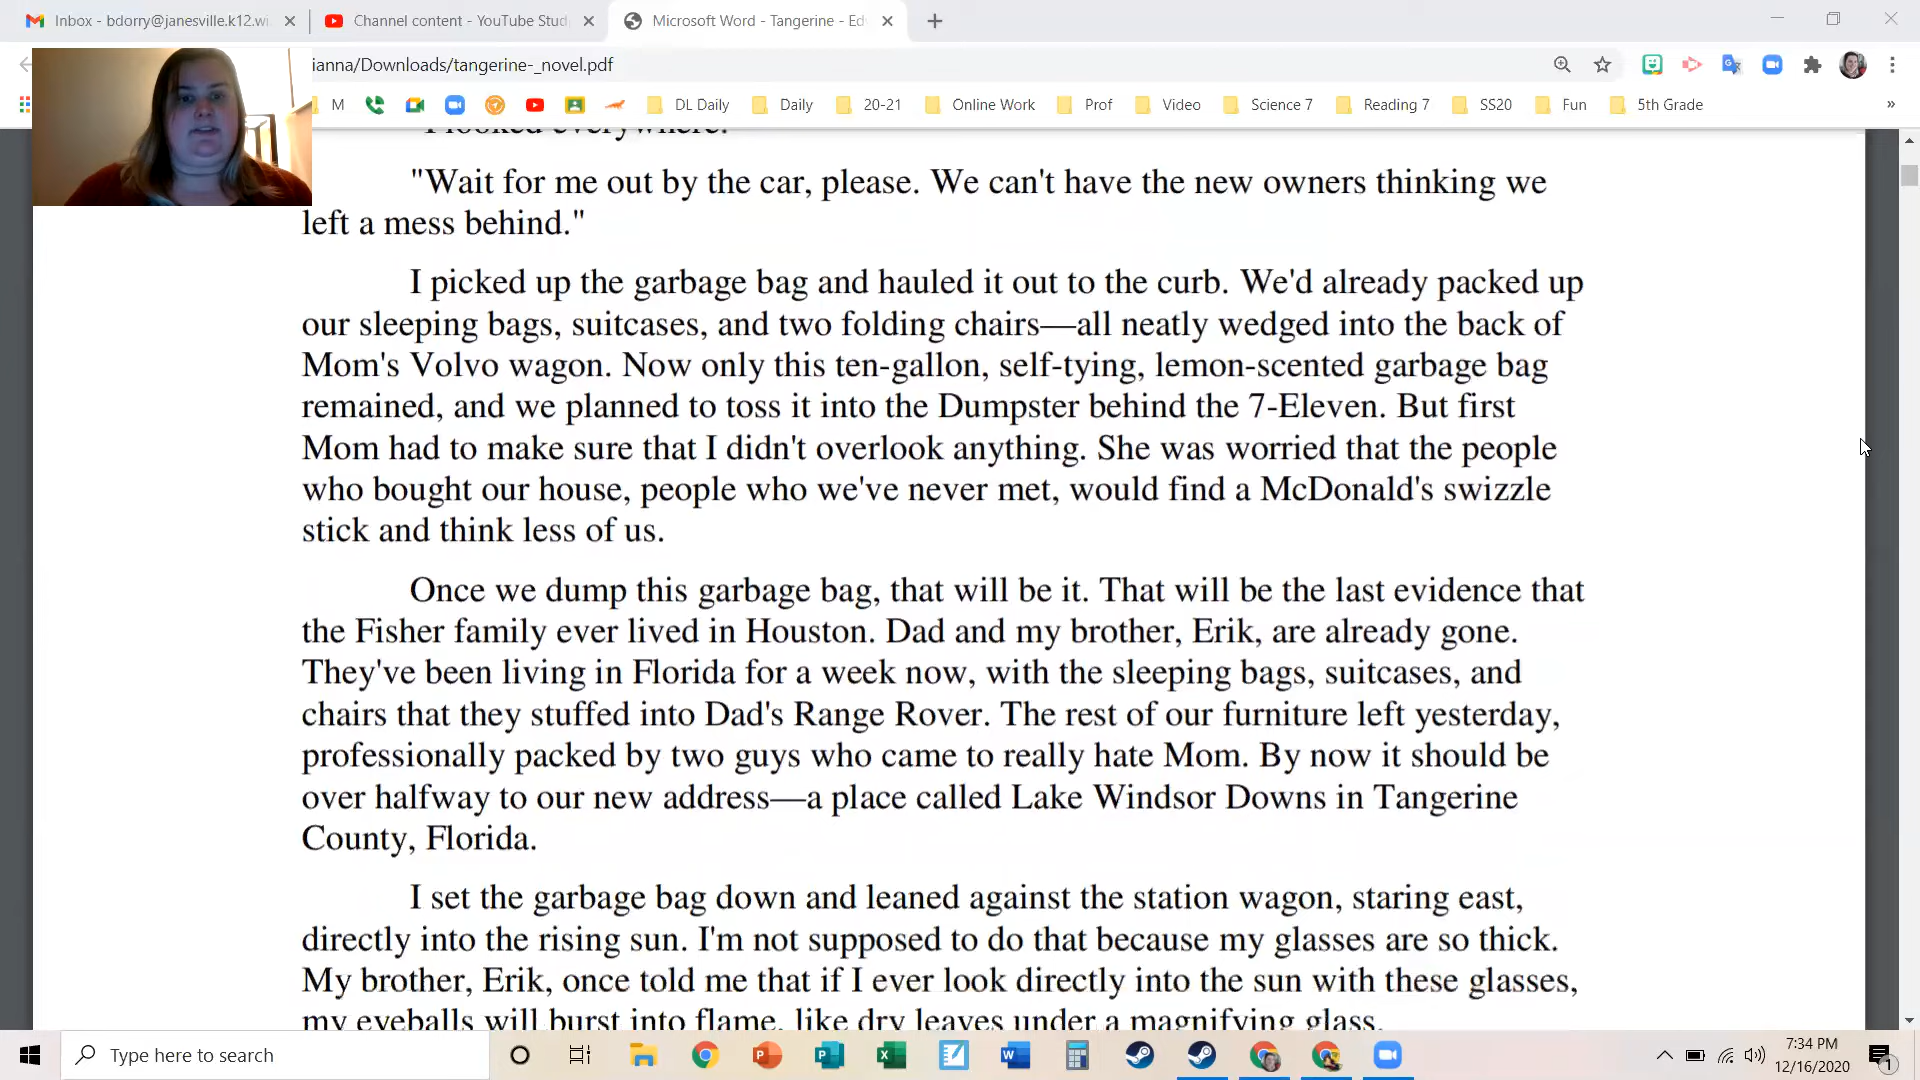 Inbox - bdorry@janesville.k12.wi
Channel content - YouTube Stud
Microsoft Word - Tangerine - Ed
ianna/Downloads/tangerine-_novel.pdf
M
DL Daily
Daily
20-21
Online Work
Prof
Video
Science 7
Reading 7
SS20
Fun
5th Grade
»
"I looked everywhere.
"Wait for me out by the car, please. We can't have the new owners thinking we
left a mess behind."
I picked up the garbage bag and hauled it out to the curb. We'd already packed up
our sleeping bags, suitcases, and two folding chairs—all neatly wedged into the back of
Mom's Volvo wagon. Now only this ten-gallon, self-tying, lemon-scented garbage bag
remained, and we planned to toss it into the Dumpster behind the 7-Eleven. But first
Mom had to make sure that I didn't overlook anything. She was worried that the people
who bought our house, people who we've never met, would find a McDonald's swizzle
stick and think less of us.
Once we dump this garbage bag, that will be it. That will be the last evidence that
the Fisher family ever lived in Houston. Dad and my brother, Erik, are already gone.
They've been living in Florida for a week now, with the sleeping bags, suitcases, and
chairs that they stuffed into Dad's Range Rover. The rest of our furniture left yesterday,
professionally packed by two guys who came to really hate Mom. By now it should be
over halfway to our new address—a place called Lake Windsor Downs in Tangerine
County, Florida.
I set the garbage bag down and leaned against the station wagon, staring east,
directly into the rising sun. I'm not supposed to do that because my glasses are so thick.
My brother, Erik, once told me that if I ever look directly into the sun with these glasses,
my eyeballs will burst into flame, like dry leaves under a magnifying glass.
Type here to search
7:34 PM
12/16/2020
1